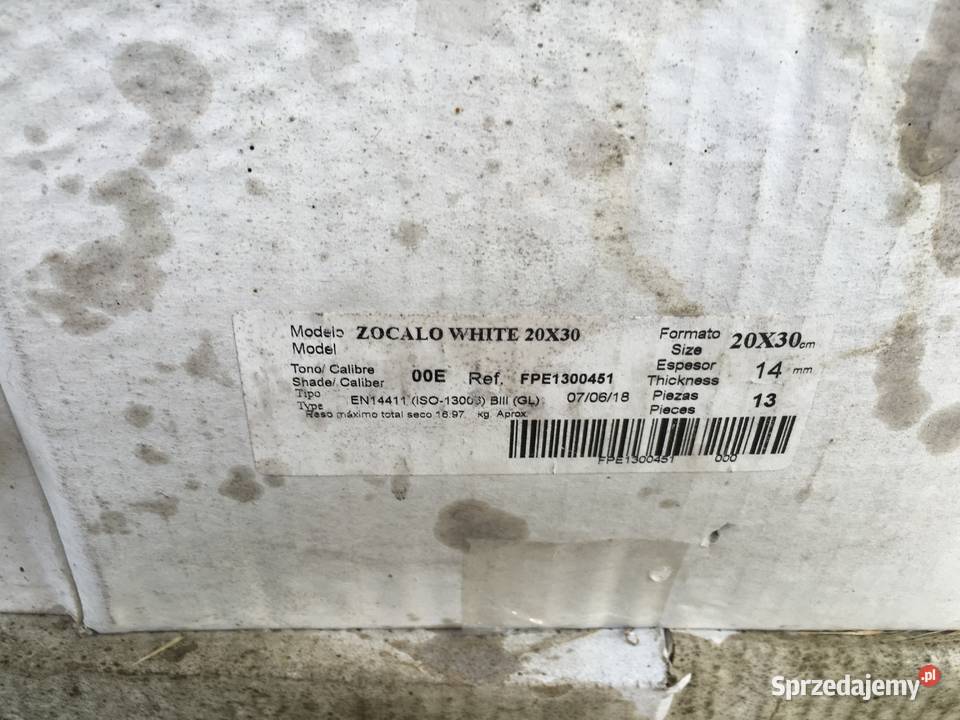 Modelo ZOCALO WHITE 20X30
Model
Tono/ Calibre
Shade/ Caliber 00E Ref. FPE1300451
Tipo
Type EN14411 (ISO-13006) BIII (GL) 07/06/18
Peso máximo total seco 16.97 kg. Aprox.
Formato
Size 20X30cm
Espesor
Thickness 14 mm
Piezas
Pieces 13
FPE1300451 000
Sprzedajemy.pl